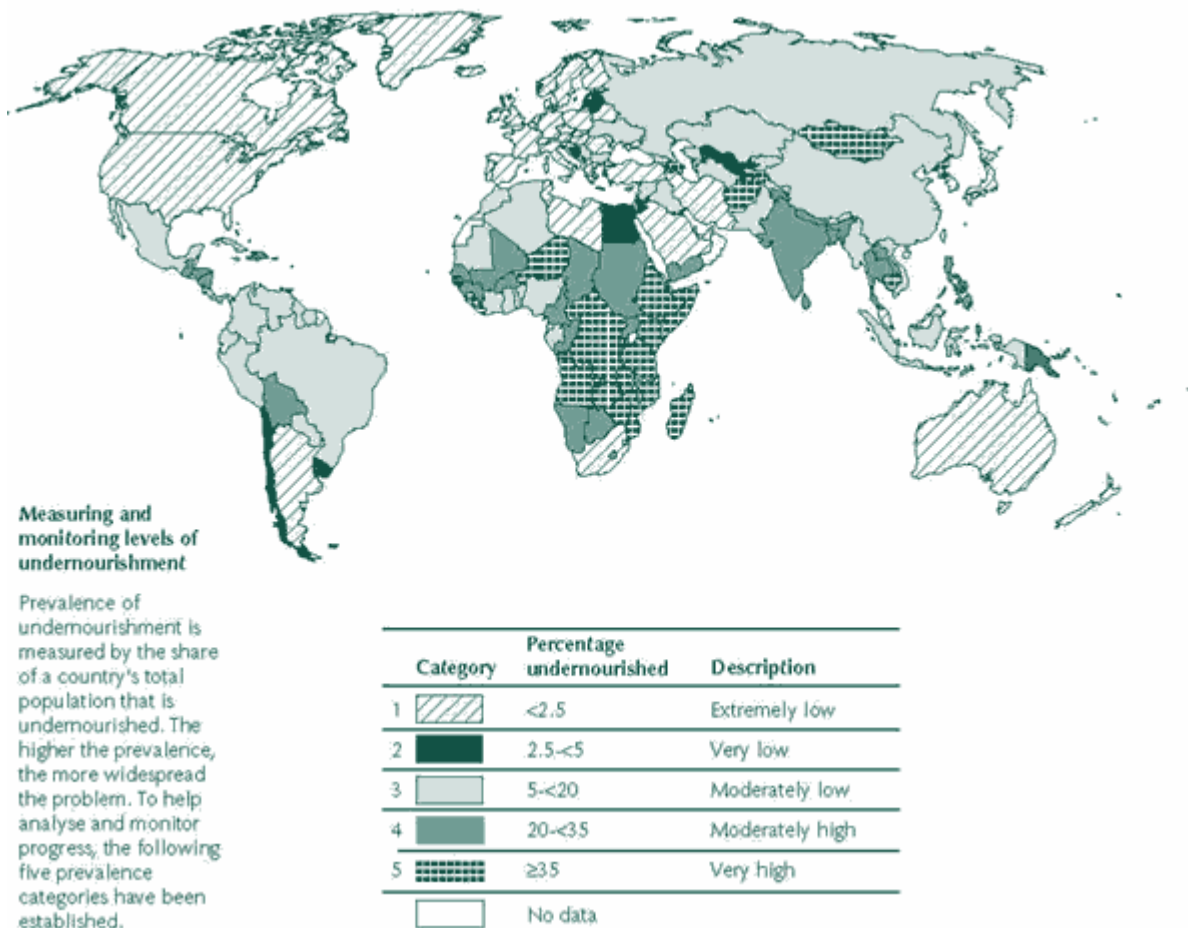 Measuring and
monitoring levels of
undernourishment
Prevalence of
undernourishment is
measured by the share
of a country's total
population that is
undernourished. The
higher the prevalence,
the more widespread
the problem. To help
analyse and monitor
progress, the following
five prevalence
categories have been
established.
Category Percentage undernourished Description
1 <2.5 Extremely low
2 2.5-<5 Very low
3 5-<20 Moderately low
4 20-<35 Moderately high
5 ≥35 Very high
No data